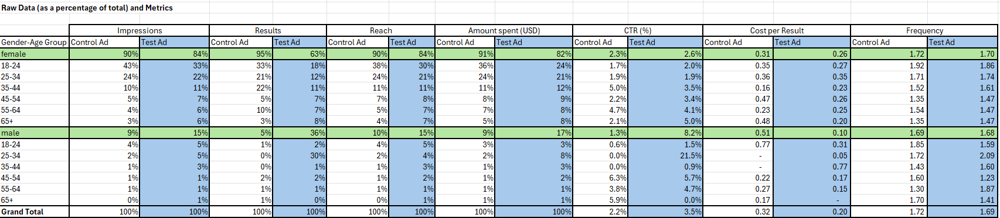 Raw Data (as a percentage of total) and Metrics
Impressions Results Reach Amount spent (USD) CTR (%) Cost per Result Frequency
Gender-Age Group Control Ad Test Ad Control Ad Test Ad Control Ad Test Ad Control Ad Test Ad Control Ad Test Ad Control Ad Test Ad Control Ad Test Ad
female 90% 84% 95% 63% 90% 84% 91% 82% 2.3% 2.6% 0.31 0.26 1.72 1.70
18-24 43% 33% 33% 18% 38% 30% 36% 24% 1.7% 2.0% 0.35 0.27 1.92 1.86
25-34 24% 22% 21% 12% 24% 21% 24% 21% 1.9% 1.9% 0.36 0.35 1.71 1.74
35-44 10% 11% 22% 11% 11% 11% 11% 12% 5.0% 3.5% 0.16 0.23 1.52 1.61
45-54 5% 7% 5% 7% 7% 8% 8% 9% 2.2% 3.4% 0.47 0.26 1.35 1.47
55-64 4% 6% 10% 7% 5% 7% 7% 8% 4.7% 4.1% 0.23 0.25 1.54 1.47
65+ 3% 6% 3% 8% 4% 7% 5% 8% 2.1% 5.0% 0.48 0.20 1.35 1.47
male 9% 15% 5% 36% 10% 15% 9% 17% 1.3% 8.2% 0.51 0.10 1.69 1.68
18-24 4% 5% 1% 2% 4% 5% 3% 3% 0.6% 1.5% 0.77 0.31 1.85 1.59
25-34 2% 5% 0% 30% 2% 4% 2% 8% 0.0% 21.5% - 0.05 1.72 2.09
35-44 1% 3% 0% 1% 1% 3% 1% 3% 0.0% 0.9% - 0.77 1.43 1.60
45-54 1% 1% 2% 2% 1% 2% 1% 2% 6.3% 5.7% 0.22 0.17 1.60 1.23
55-64 1% 1% 1% 1% 1% 1% 1% 1% 3.8% 4.7% 0.27 0.15 1.30 1.87
65+ 0% 1% 1% 0% 1% 1% 1% 1% 5.9% 0.0% 0.17 - 1.70 1.41
Grand Total 100% 100% 100% 100% 100% 100% 100% 100% 2.2% 3.5% 0.32 0.20 1.72 1.69